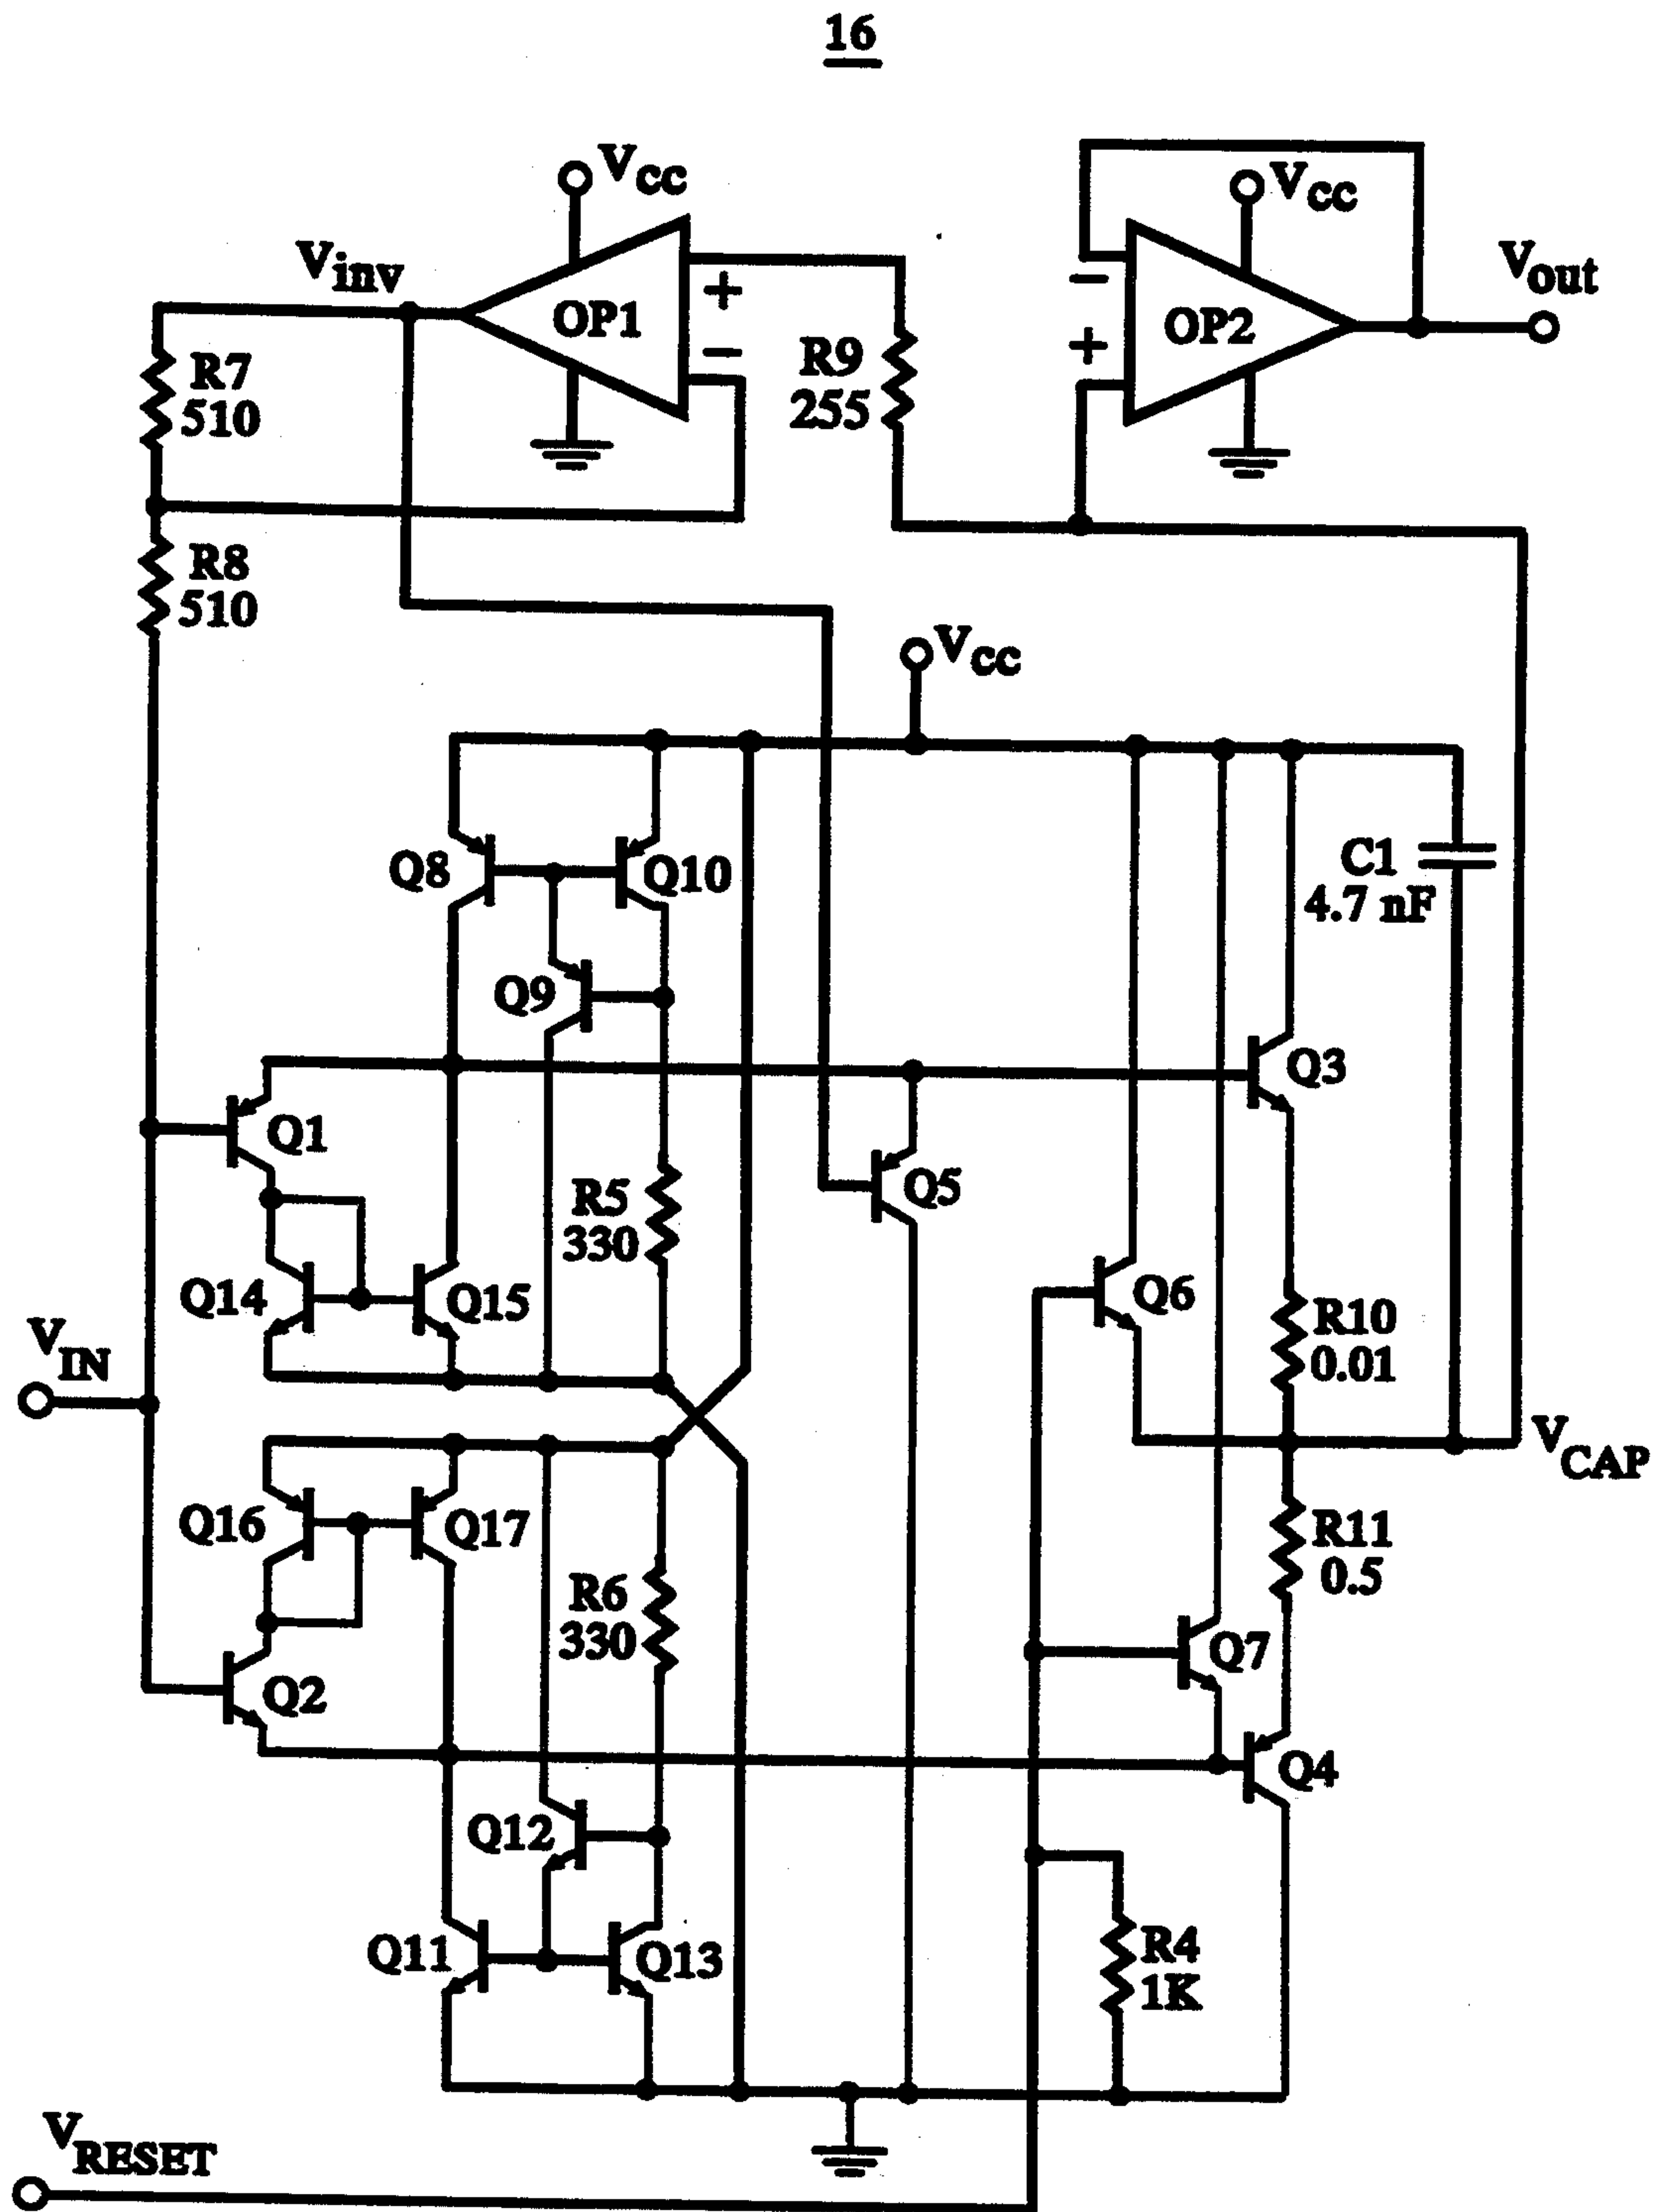 16
Vcc
Vcc
Vinv
Vout
+
−
−
+
OP1
OP2
R7
510
R9
255
R8
510
Vcc
Q8
Q10
C1
4.7 nF
Q9
Q3
Q1
R5
330
Q5
Q14
Q15
Q6
R10
0.01
VIN
VCAP
Q16
Q17
R11
0.5
R6
330
Q7
Q2
Q4
Q12
Q11
Q13
R4
1K
VRESET